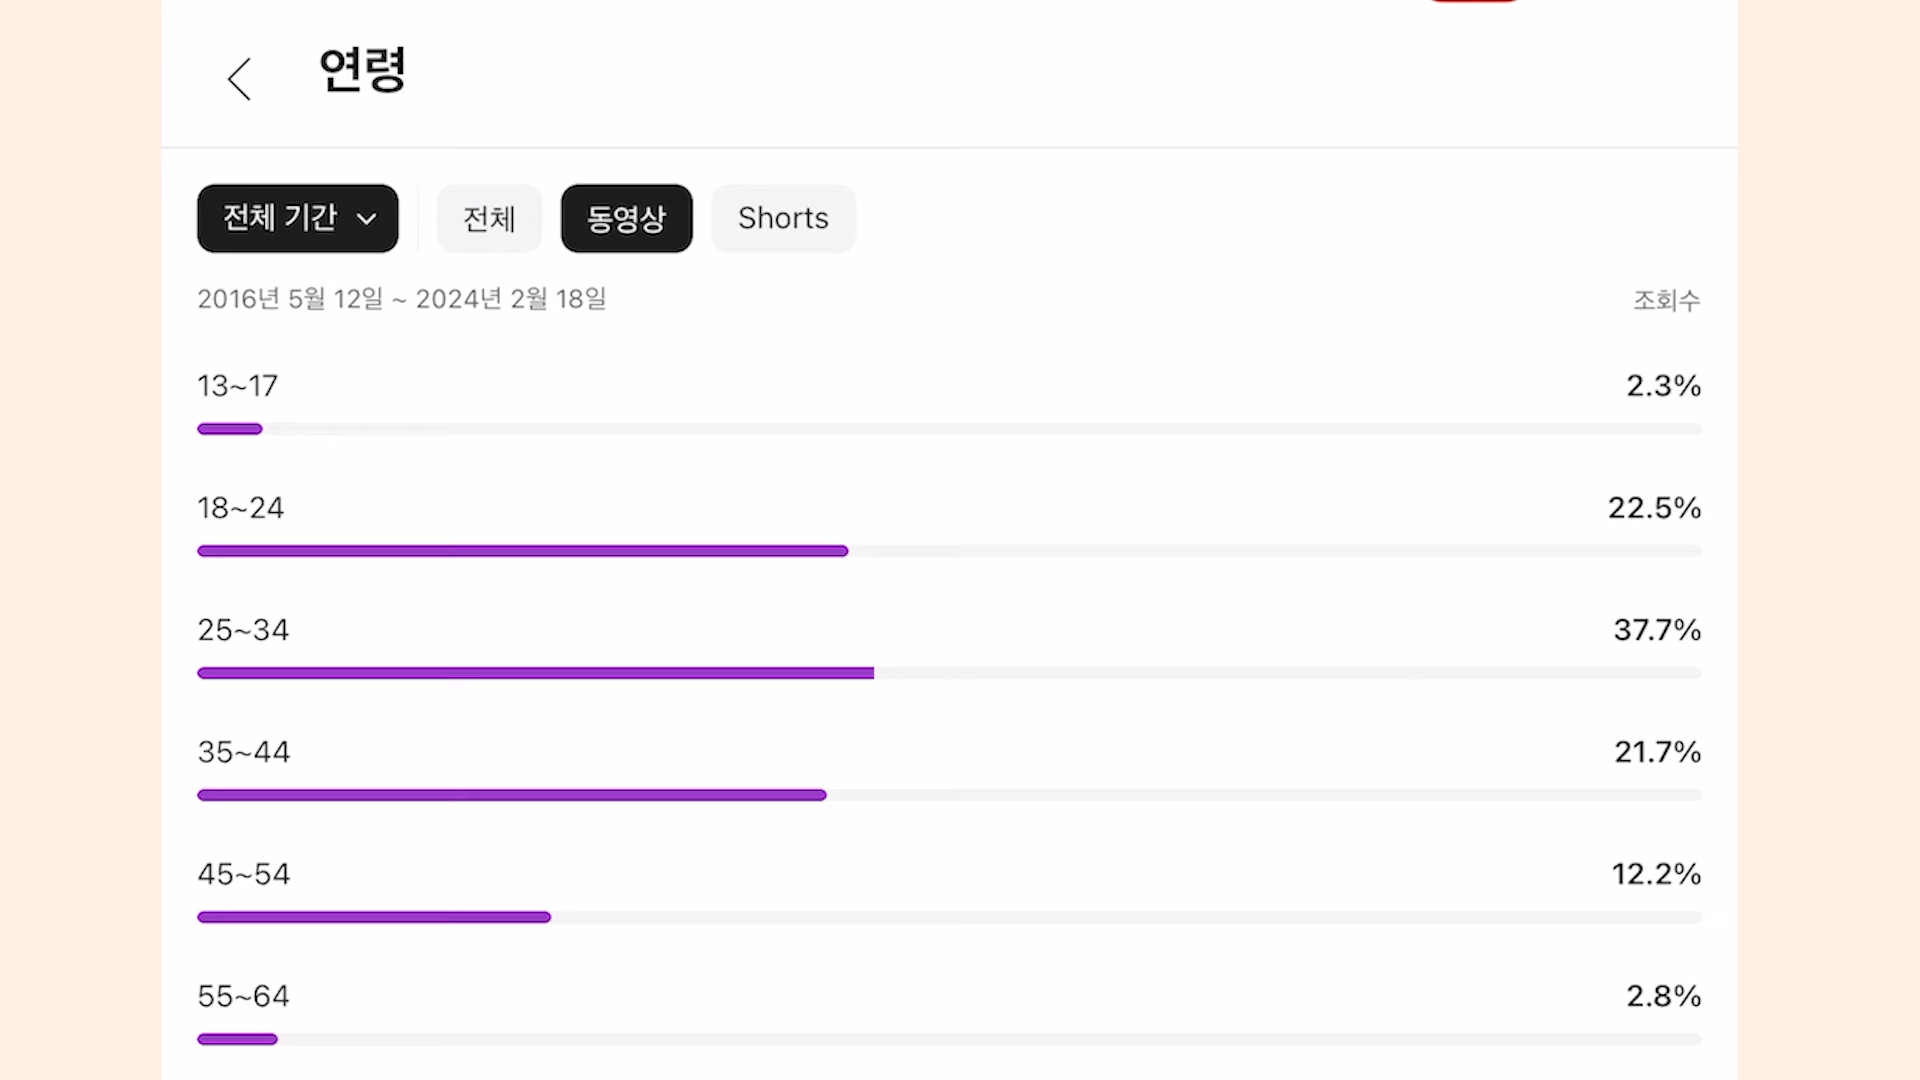 연령
전체 기간 전체 동영상 Shorts
2016년 5월 12일 ~ 2024년 2월 18일 조회수
13~17 2.3%
18~24 22.5%
25~34 37.7%
35~44 21.7%
45~54 12.2%
55~64 2.8%